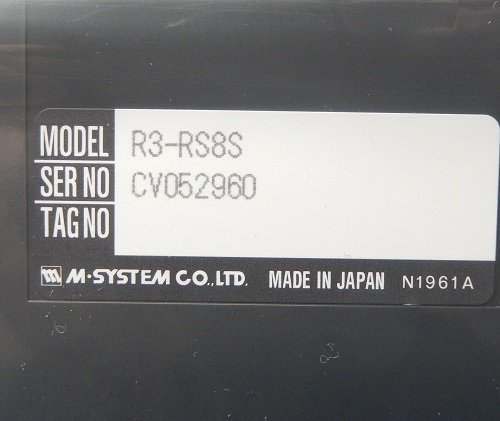 MODEL R3-RS8S
SER NO CV052960
TAG NO
M·SYSTEM CO.,LTD. MADE IN JAPAN N1961A